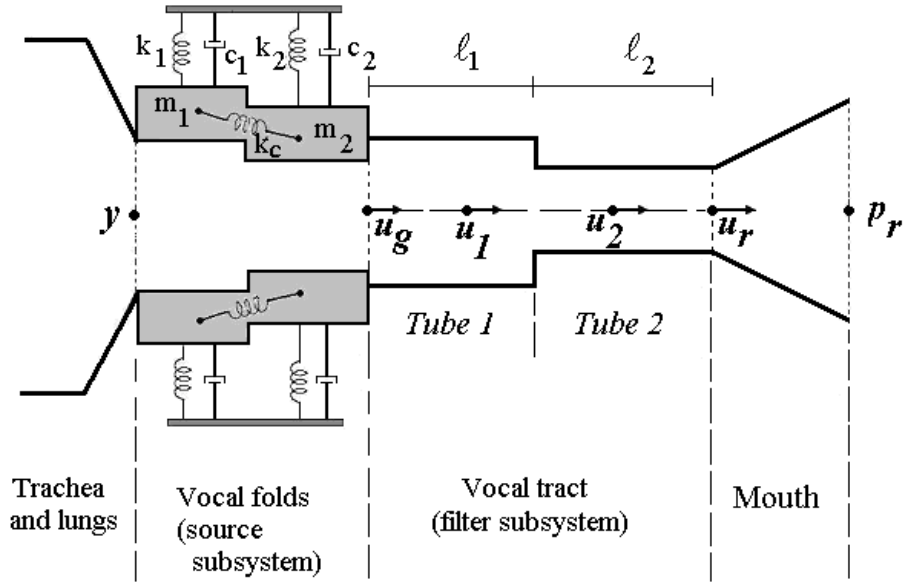 k1 c1 k2 c2 ℓ1 ℓ2
m1
kc m2
y ug u1 u2 ur pr
Tube 1 Tube 2
Trachea
and lungs
Vocal folds
(source
subsystem)
Vocal tract
(filter subsystem)
Mouth